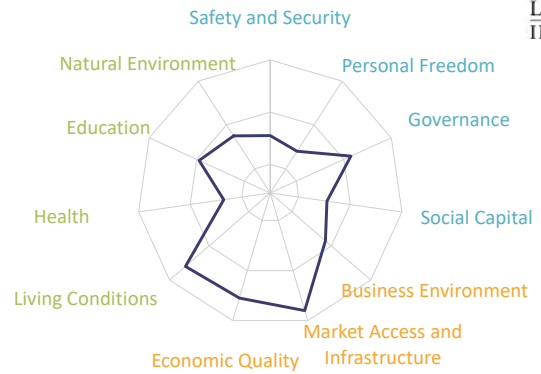 Safety and Security
Natural Environment
Personal Freedom
Education
Governance
Health
Social Capital
Living Conditions
Business Environment
Market Access and
Infrastructure
Economic Quality